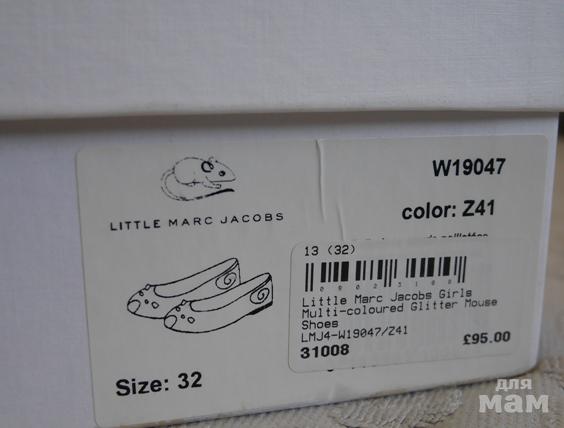 W19047
LITTLE MARC JACOBS
color: Z41
13 (32)
Little Marc Jacobs Girls
Multi-coloured Glitter Mouse
Shoes
LMJ4-W19047/Z41
31008
£95.00
Size: 32
для
мам